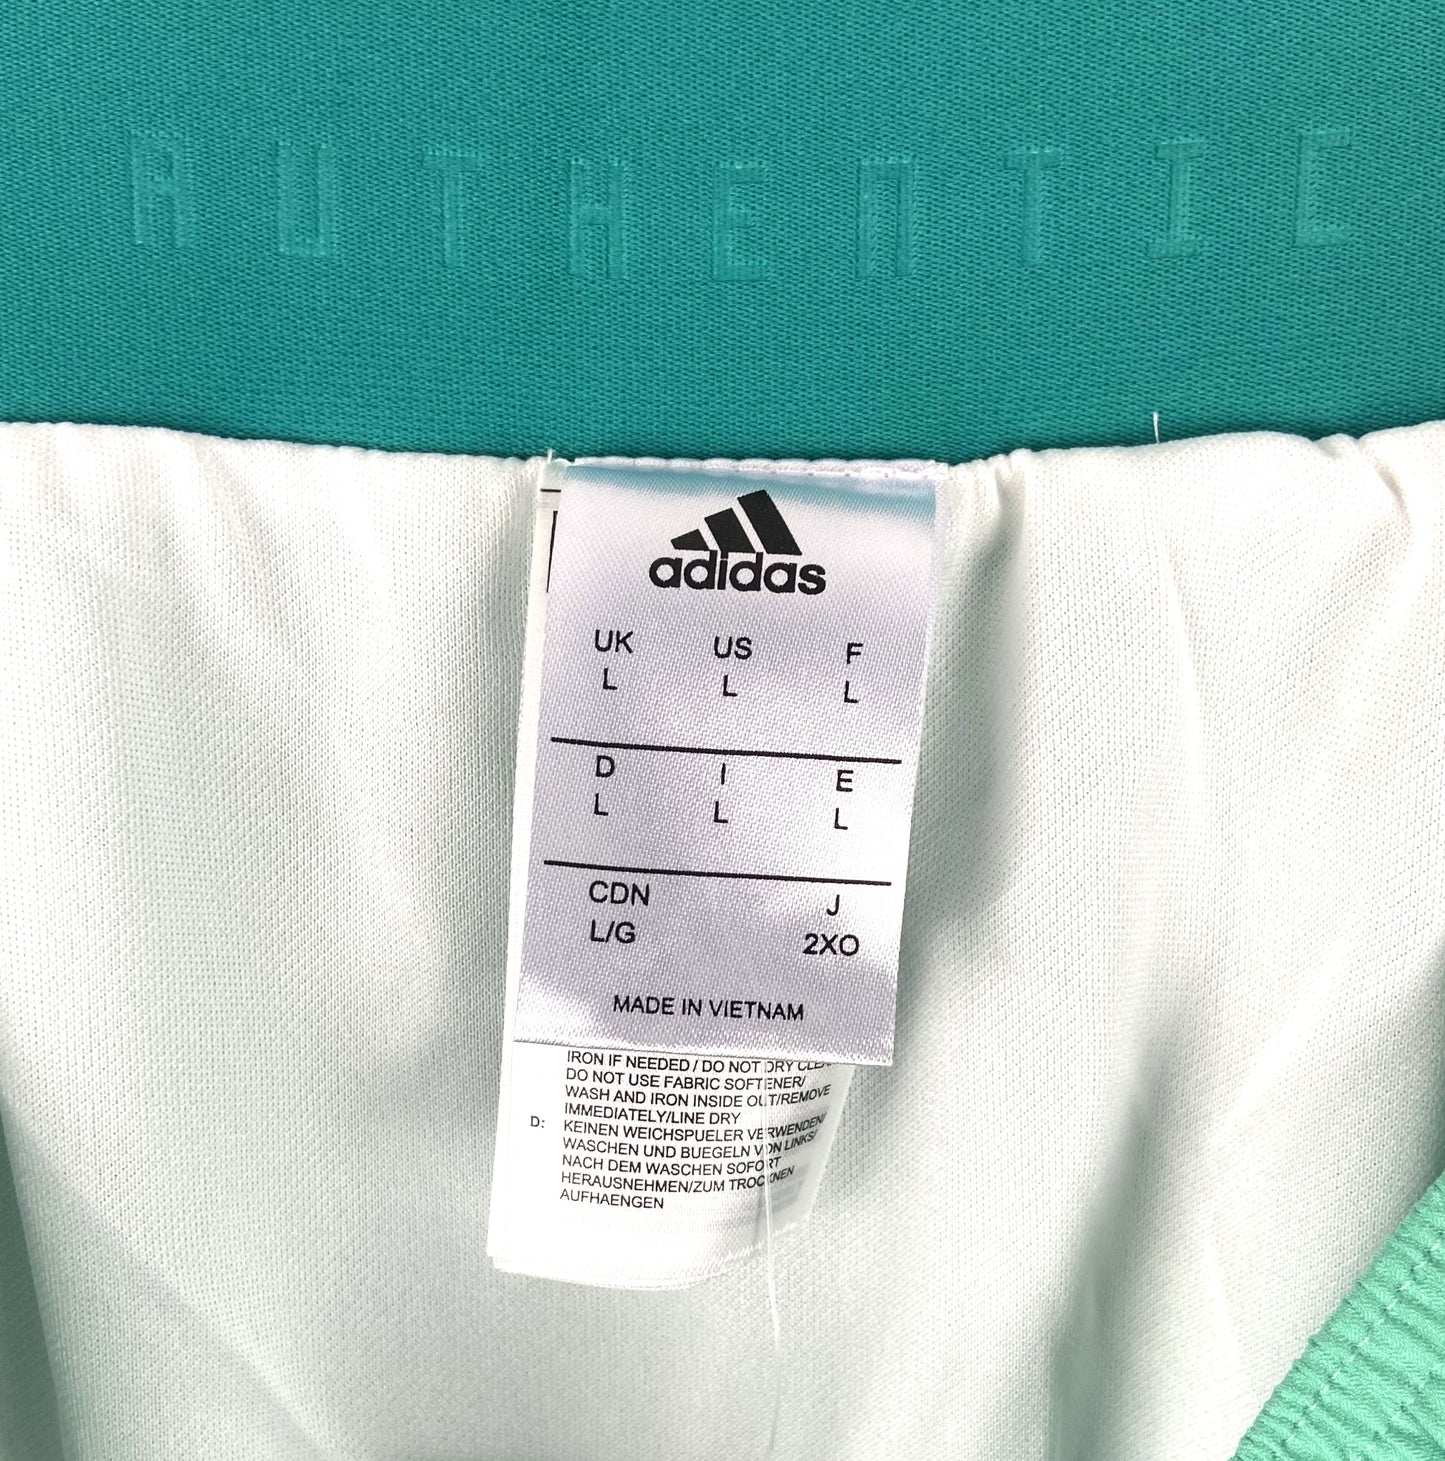 AUTHENTIC
adidas
UK US F
L L L
D I E
L L L
CDN J
L/G 2XO
MADE IN VIETNAM
IRON IF NEEDED / DO NOT DRY
DO NOT USE FABRIC SOFTENER/
WASH AND IRON INSIDE OUT/REMOVE
IMMEDIATELY/LINE DRY
D: KEINEN WEICHSPUELER VERWENDEN/
WASCHEN UND BUEGELN VON LINKS/
NACH DEM WASCHEN SOFORT
HERAUSNEHMEN/ZUM TROCKNEN
AUFHAENGEN